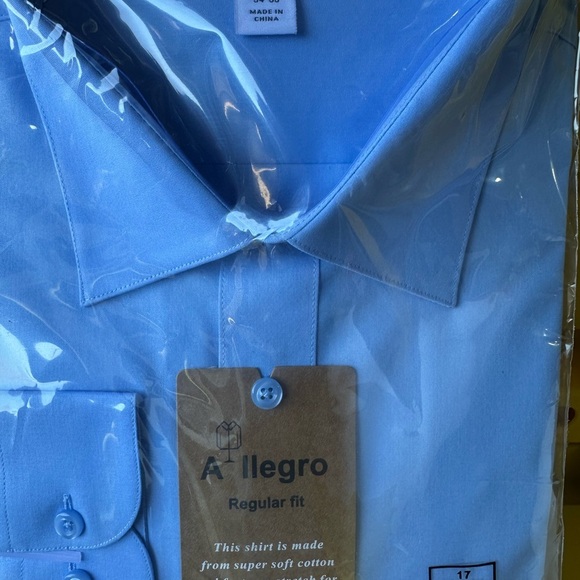 MADE IN
CHINA
A llegro
Regular fit
This shirt is made
from super soft cotton
17